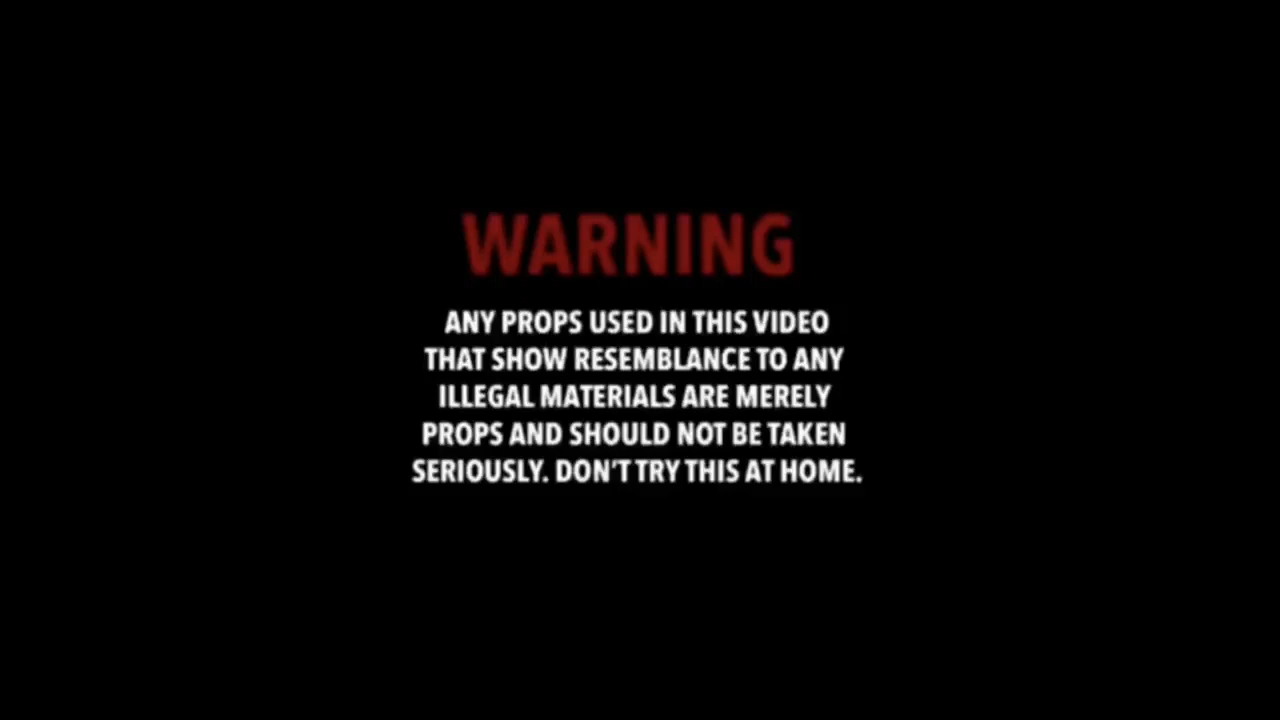 WARNING
ANY PROPS USED IN THIS VIDEO
THAT SHOW RESEMBLANCE TO ANY
ILLEGAL MATERIALS ARE MERELY
PROPS AND SHOULD NOT BE TAKEN
SERIOUSLY. DON'T TRY THIS AT HOME.